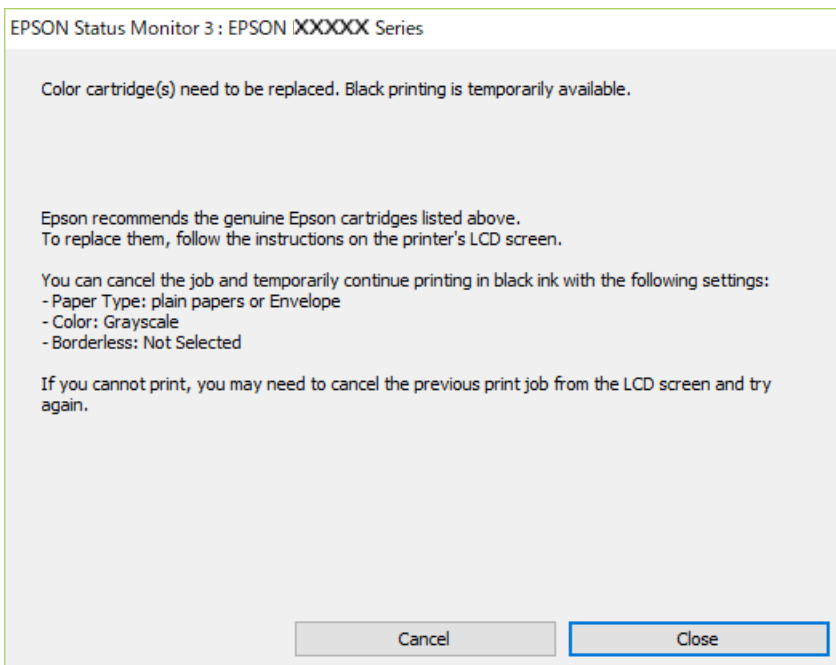 EPSON Status Monitor 3 : EPSON XXXXX Series
Color cartridge(s) need to be replaced. Black printing is temporarily available.
Epson recommends the genuine Epson cartridges listed above.
To replace them, follow the instructions on the printer's LCD screen.
You can cancel the job and temporarily continue printing in black ink with the following settings:
- Paper Type: plain papers or Envelope
- Color: Grayscale
- Borderless: Not Selected
If you cannot print, you may need to cancel the previous print job from the LCD screen and try
again.
Cancel
Close